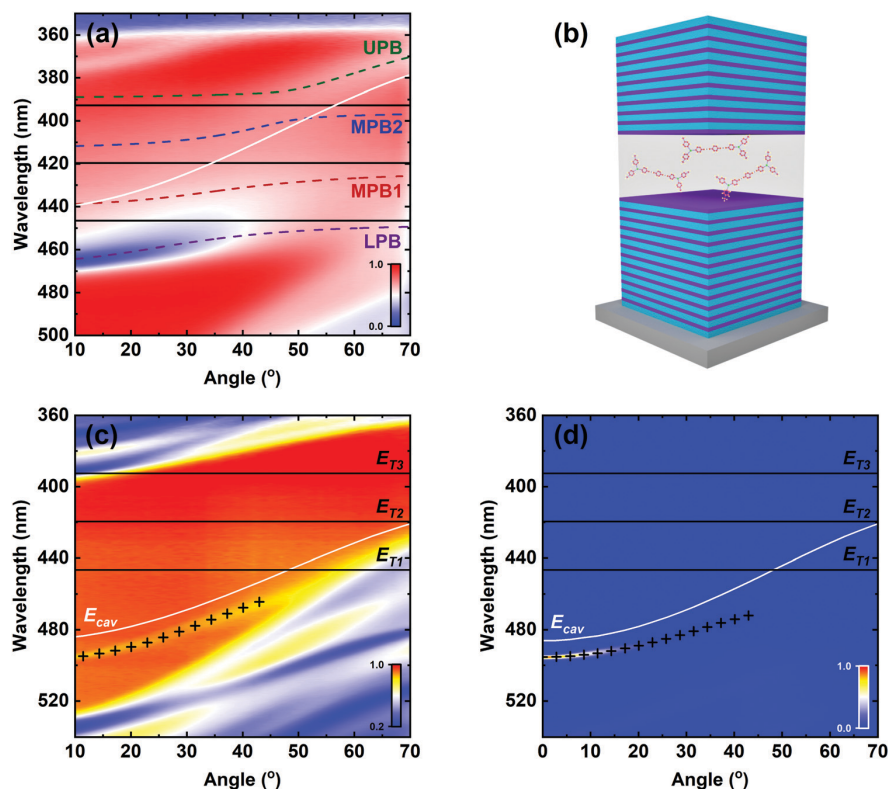 (a)
UPB
MPB2
MPB1
LPB
1.0
0.0
360
380
400
420
440
460
480
500
Wavelength (nm)
10 20 30 40 50 60 70
Angle (°)
(b)
(c)
E_T3
E_T2
E_T1
E_cav
1.0
0.2
360
400
440
480
520
Wavelength (nm)
10 20 30 40 50 60 70
Angle (°)
(d)
E_T3
E_T2
E_T1
E_cav
1.0
0.0
360
400
440
480
520
Wavelength (nm)
0 10 20 30 40 50 60 70
Angle (°)